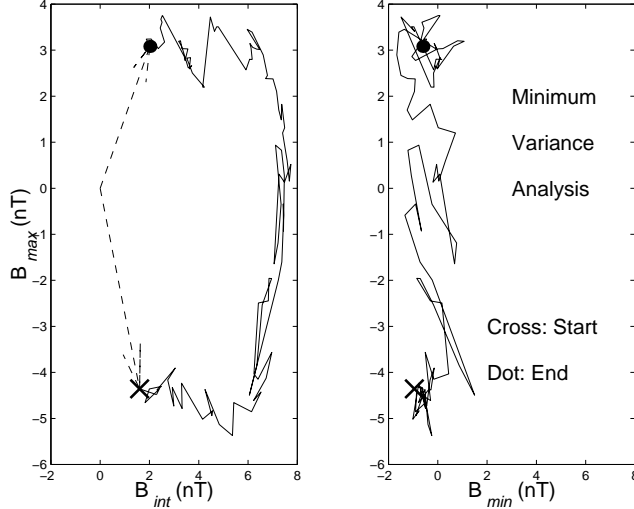 4
3
2
1
0
−1
−2
−3
−4
−5
−6
B max (nT)
−2 0 2 4 6 8
B int (nT)
4
3
2
1
0
−1
−2
−3
−4
−5
−6
Minimum
Variance
Analysis
Cross: Start
Dot: End
−2 0 2 4 6 8
B min (nT)